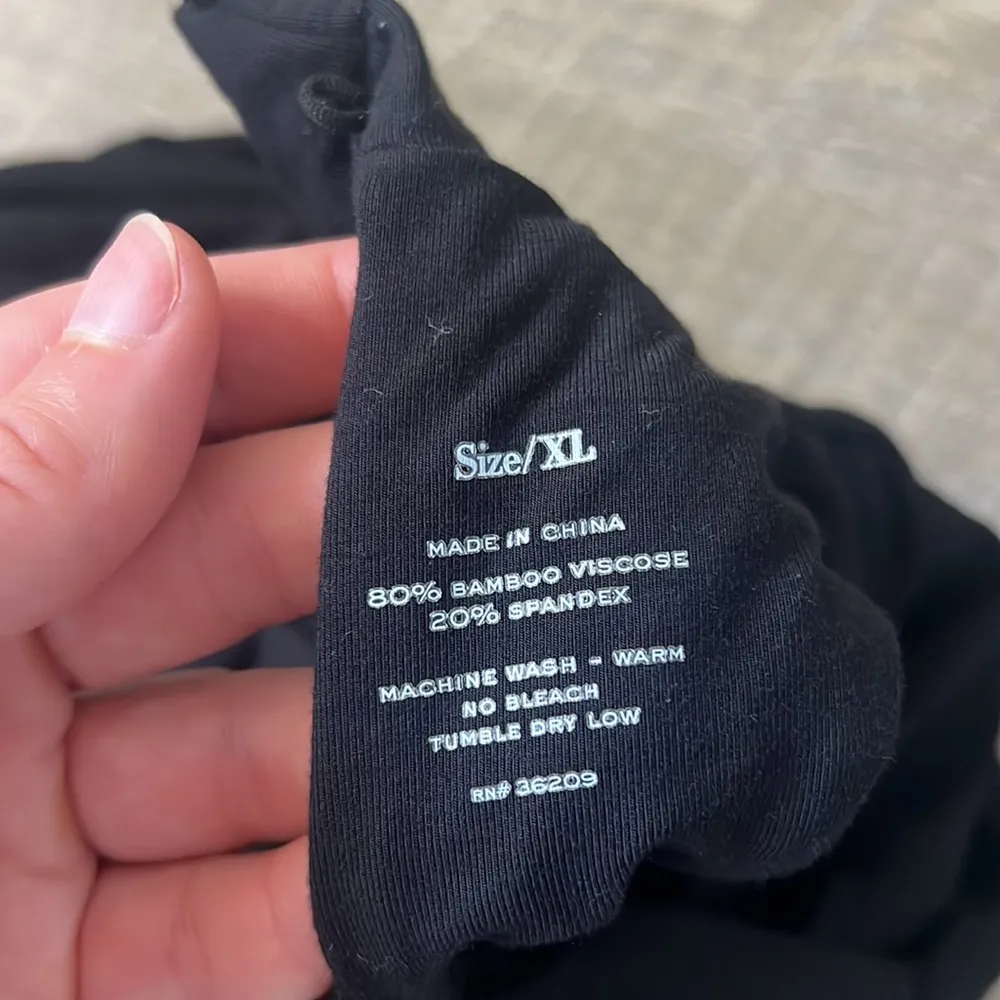 Size/XL
MADE IN CHINA
80% BAMBOO VISCOSE
20% SPANDEX
MACHINE WASH - WARM
NO BLEACH
TUMBLE DRY LOW
RN# 36209